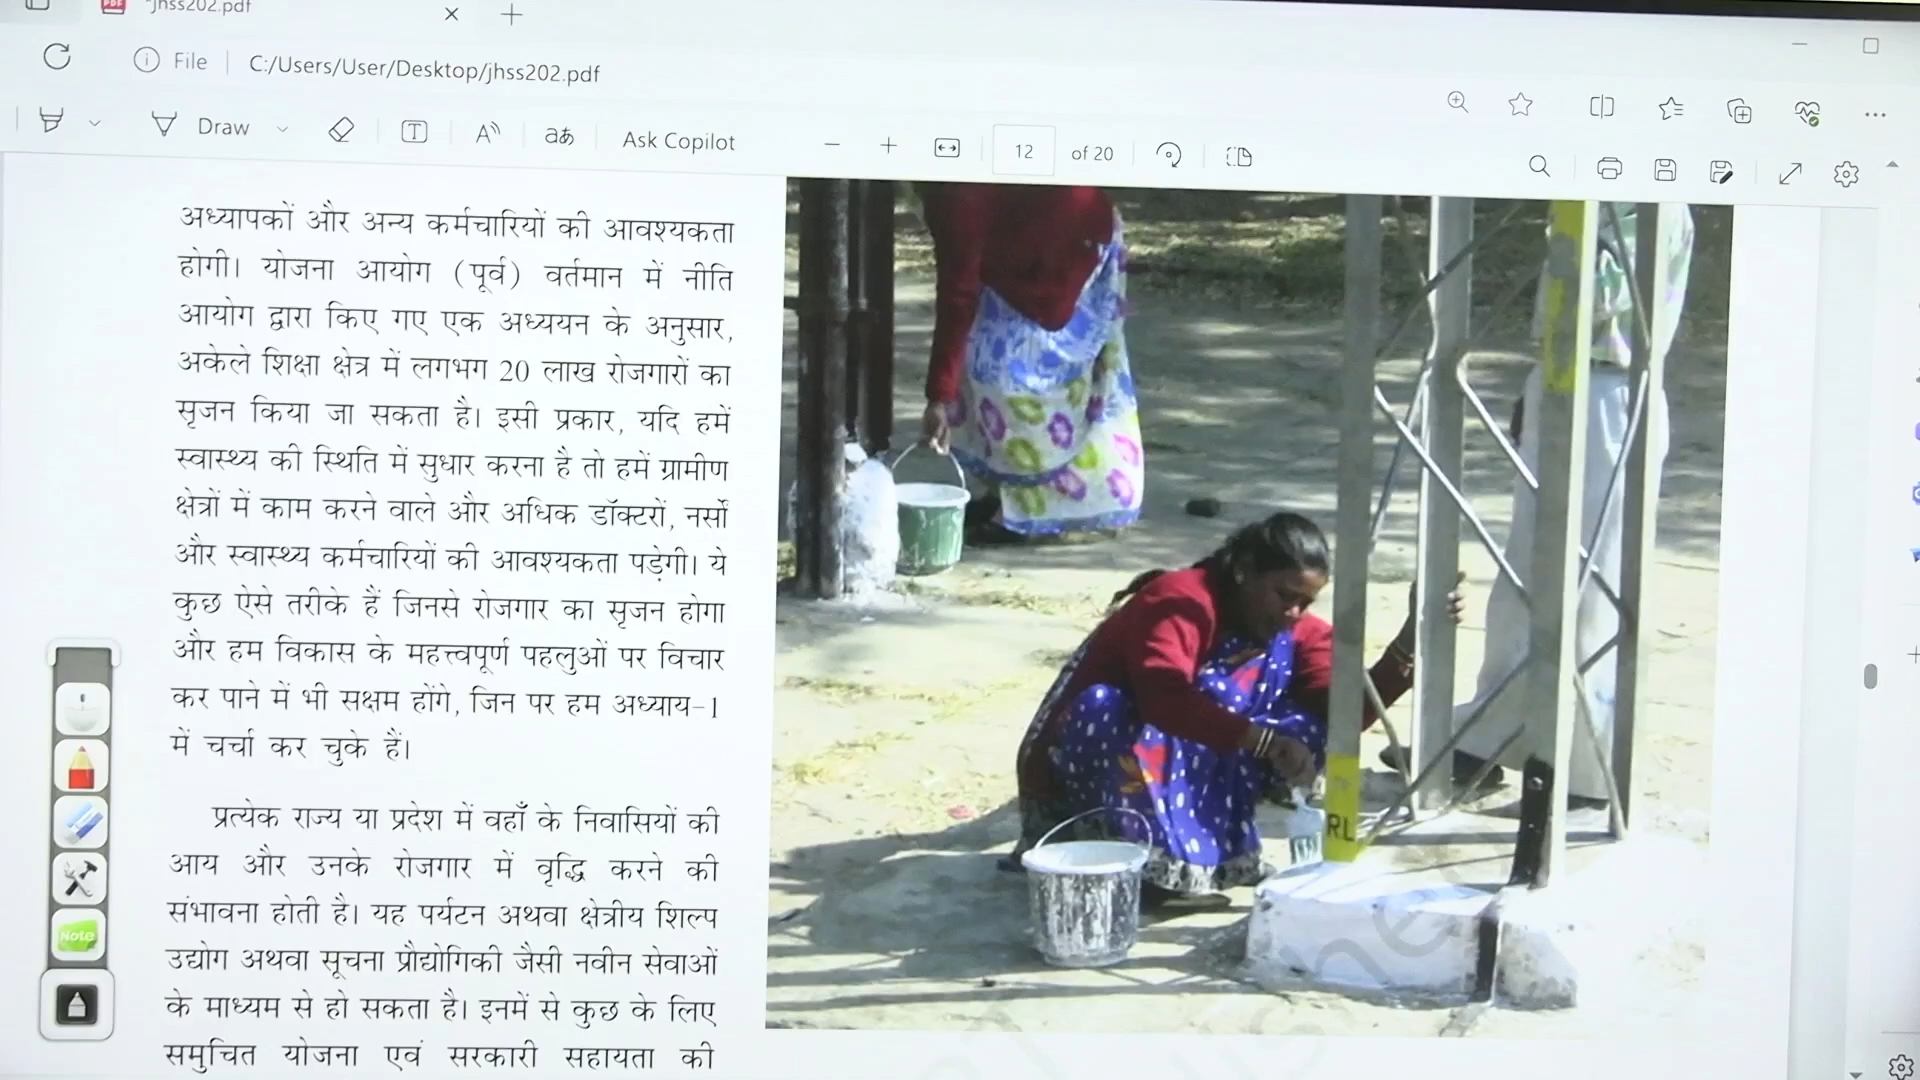 jhss202.pdf
File
C:/Users/User/Desktop/jhss202.pdf
Draw
Ask Copilot
12 of 20
अध्यापकों और अन्य कर्मचारियों की आवश्यकता
होगी। योजना आयोग (पूर्व) वर्तमान में नीति
आयोग द्वारा किए गए एक अध्ययन के अनुसार,
अकेले शिक्षा क्षेत्र में लगभग 20 लाख रोजगारों का
सृजन किया जा सकता है। इसी प्रकार, यदि हमें
स्वास्थ्य की स्थिति में सुधार करना है तो हमें ग्रामीण
क्षेत्रों में काम करने वाले और अधिक डॉक्टरों, नर्सों
और स्वास्थ्य कर्मचारियों की आवश्यकता पड़ेगी। ये
कुछ ऐसे तरीके हैं जिनसे रोजगार का सृजन होगा
और हम विकास के महत्त्वपूर्ण पहलुओं पर विचार
कर पाने में भी सक्षम होंगे, जिन पर हम अध्याय-1
में चर्चा कर चुके हैं।
प्रत्येक राज्य या प्रदेश में वहाँ के निवासियों की
आय और उनके रोजगार में वृद्धि करने की
संभावना होती है। यह पर्यटन अथवा क्षेत्रीय शिल्प
उद्योग अथवा सूचना प्रौद्योगिकी जैसी नवीन सेवाओं
के माध्यम से हो सकता है। इनमें से कुछ के लिए
समुचित योजना एवं सरकारी सहायता की
RL
Note